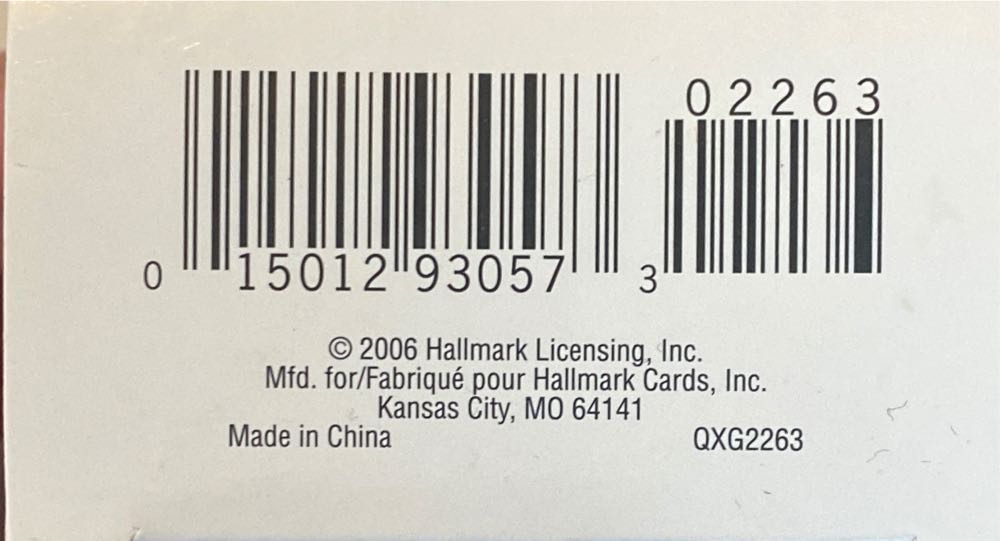 02263
0 15012 93057 3
© 2006 Hallmark Licensing, Inc.
Mfd. for/Fabriqué pour Hallmark Cards, Inc.
Kansas City, MO 64141
Made in China QXG2263